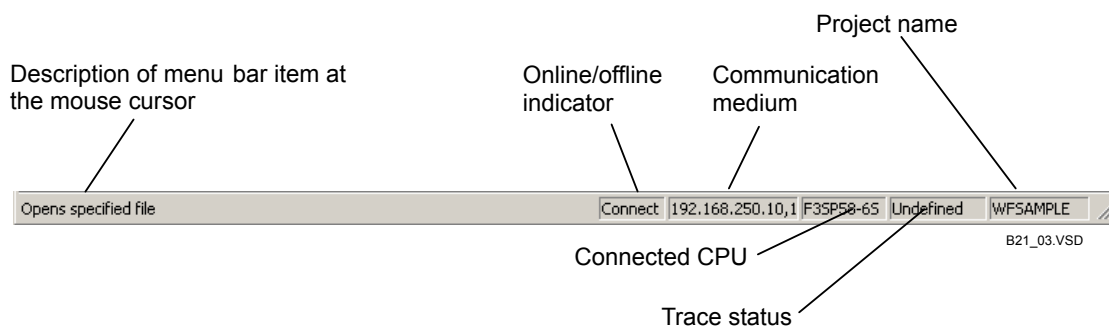 Project name
Description of menu bar item at
the mouse cursor
Online/offline
indicator
Communication
medium
Opens specified file
Connect
192.168.250.10,1
F3SP58-6S
Undefined
WFSAMPLE
B21_03.VSD
Connected CPU
Trace status